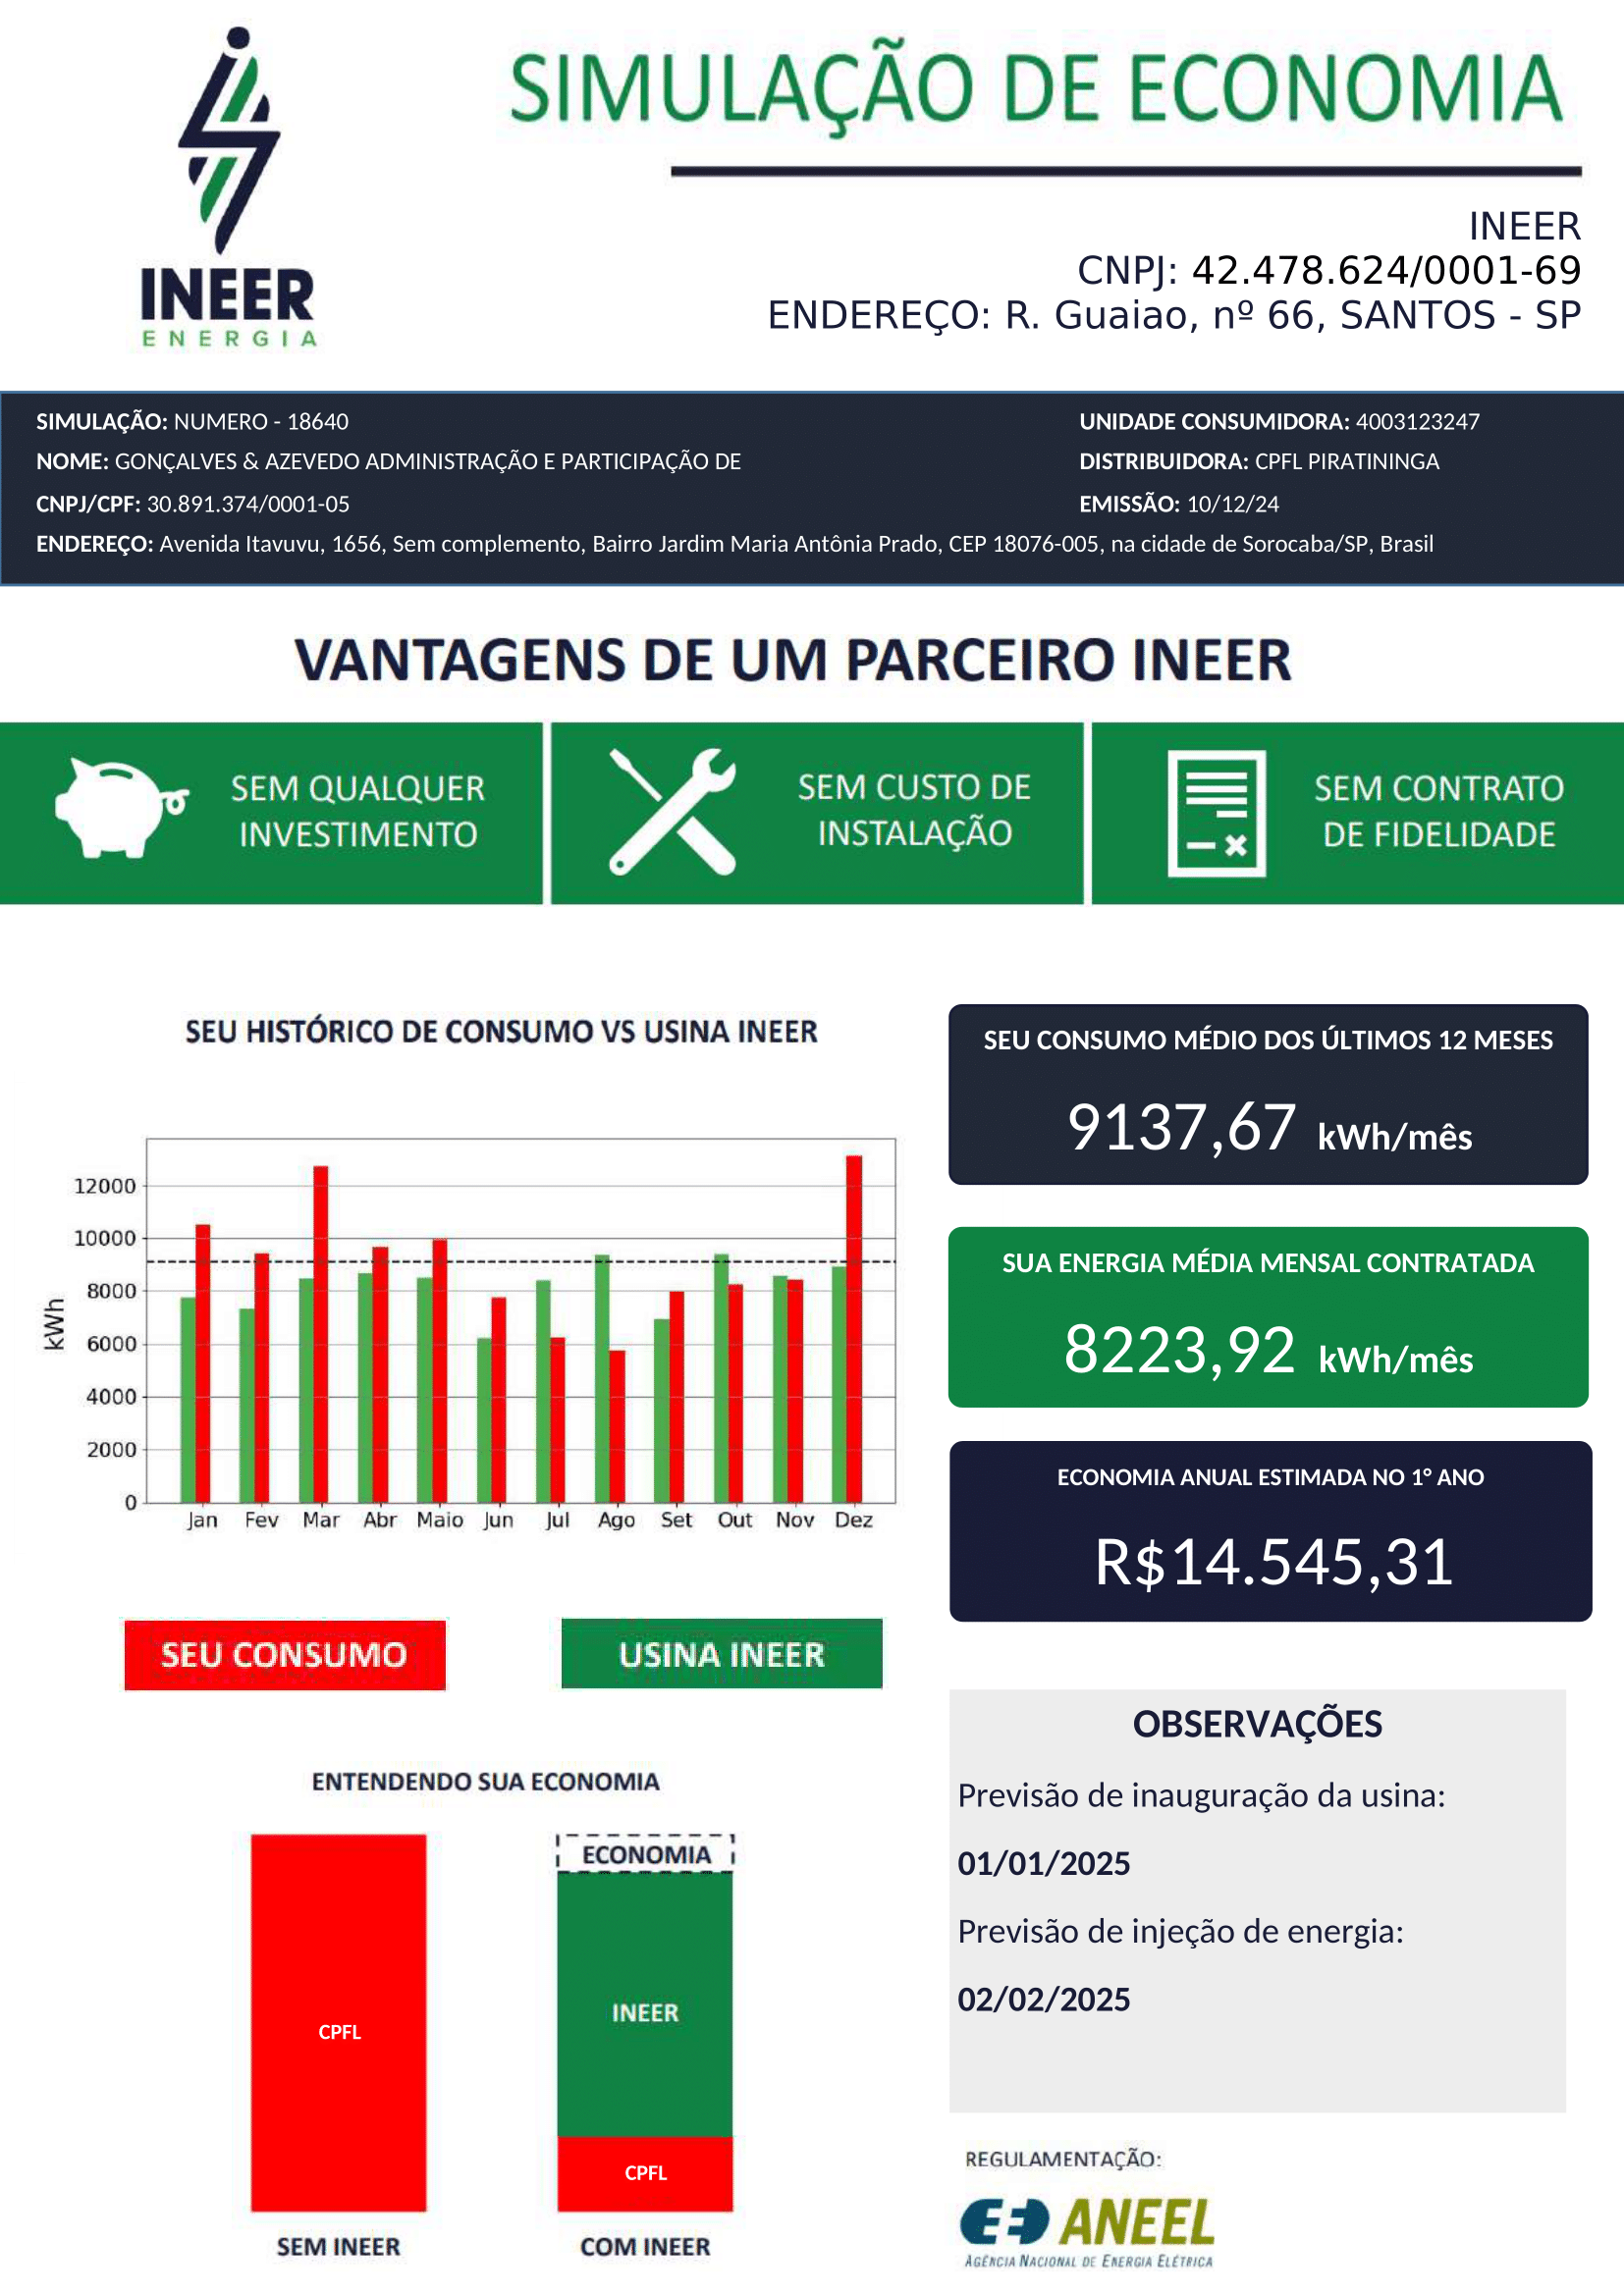 SIMULAÇÃO DE ECONOMIA
INEER
ENERGIA
INEER
CNPJ: 42.478.624/0001-69
ENDEREÇO: R. Guaiao, nº 66, SANTOS - SP
SIMULAÇÃO: NUMERO - 18640
UNIDADE CONSUMIDORA: 4003123247
NOME: GONÇALVES & AZEVEDO ADMINISTRAÇÃO E PARTICIPAÇÃO DE
DISTRIBUIDORA: CPFL PIRATININGA
CNPJ/CPF: 30.891.374/0001-05
EMISSÃO: 10/12/24
ENDEREÇO: Avenida Itavuvu, 1656, Sem complemento, Bairro Jardim Maria Antônia Prado, CEP 18076-005, na cidade de Sorocaba/SP, Brasil
VANTAGENS DE UM PARCEIRO INEER
SEM QUALQUER
INVESTIMENTO
SEM CUSTO DE
INSTALAÇÃO
SEM CONTRATO
DE FIDELIDADE
SEU HISTÓRICO DE CONSUMO VS USINA INEER
kWh
12000
10000
8000
6000
4000
2000
0
Jan Fev Mar Abr Maio Jun Jul Ago Set Out Nov Dez
SEU CONSUMO
USINA INEER
SEU CONSUMO MÉDIO DOS ÚLTIMOS 12 MESES
9137,67 kWh/mês
SUA ENERGIA MÉDIA MENSAL CONTRATADA
8223,92 kWh/mês
ECONOMIA ANUAL ESTIMADA NO 1° ANO
R$14.545,31
ENTENDENDO SUA ECONOMIA
CPFL
SEM INEER
ECONOMIA
INEER
CPFL
COM INEER
OBSERVAÇÕES
Previsão de inauguração da usina:
01/01/2025
Previsão de injeção de energia:
02/02/2025
REGULAMENTAÇÃO:
ANEEL
AGÊNCIA NACIONAL DE ENERGIA ELÉTRICA